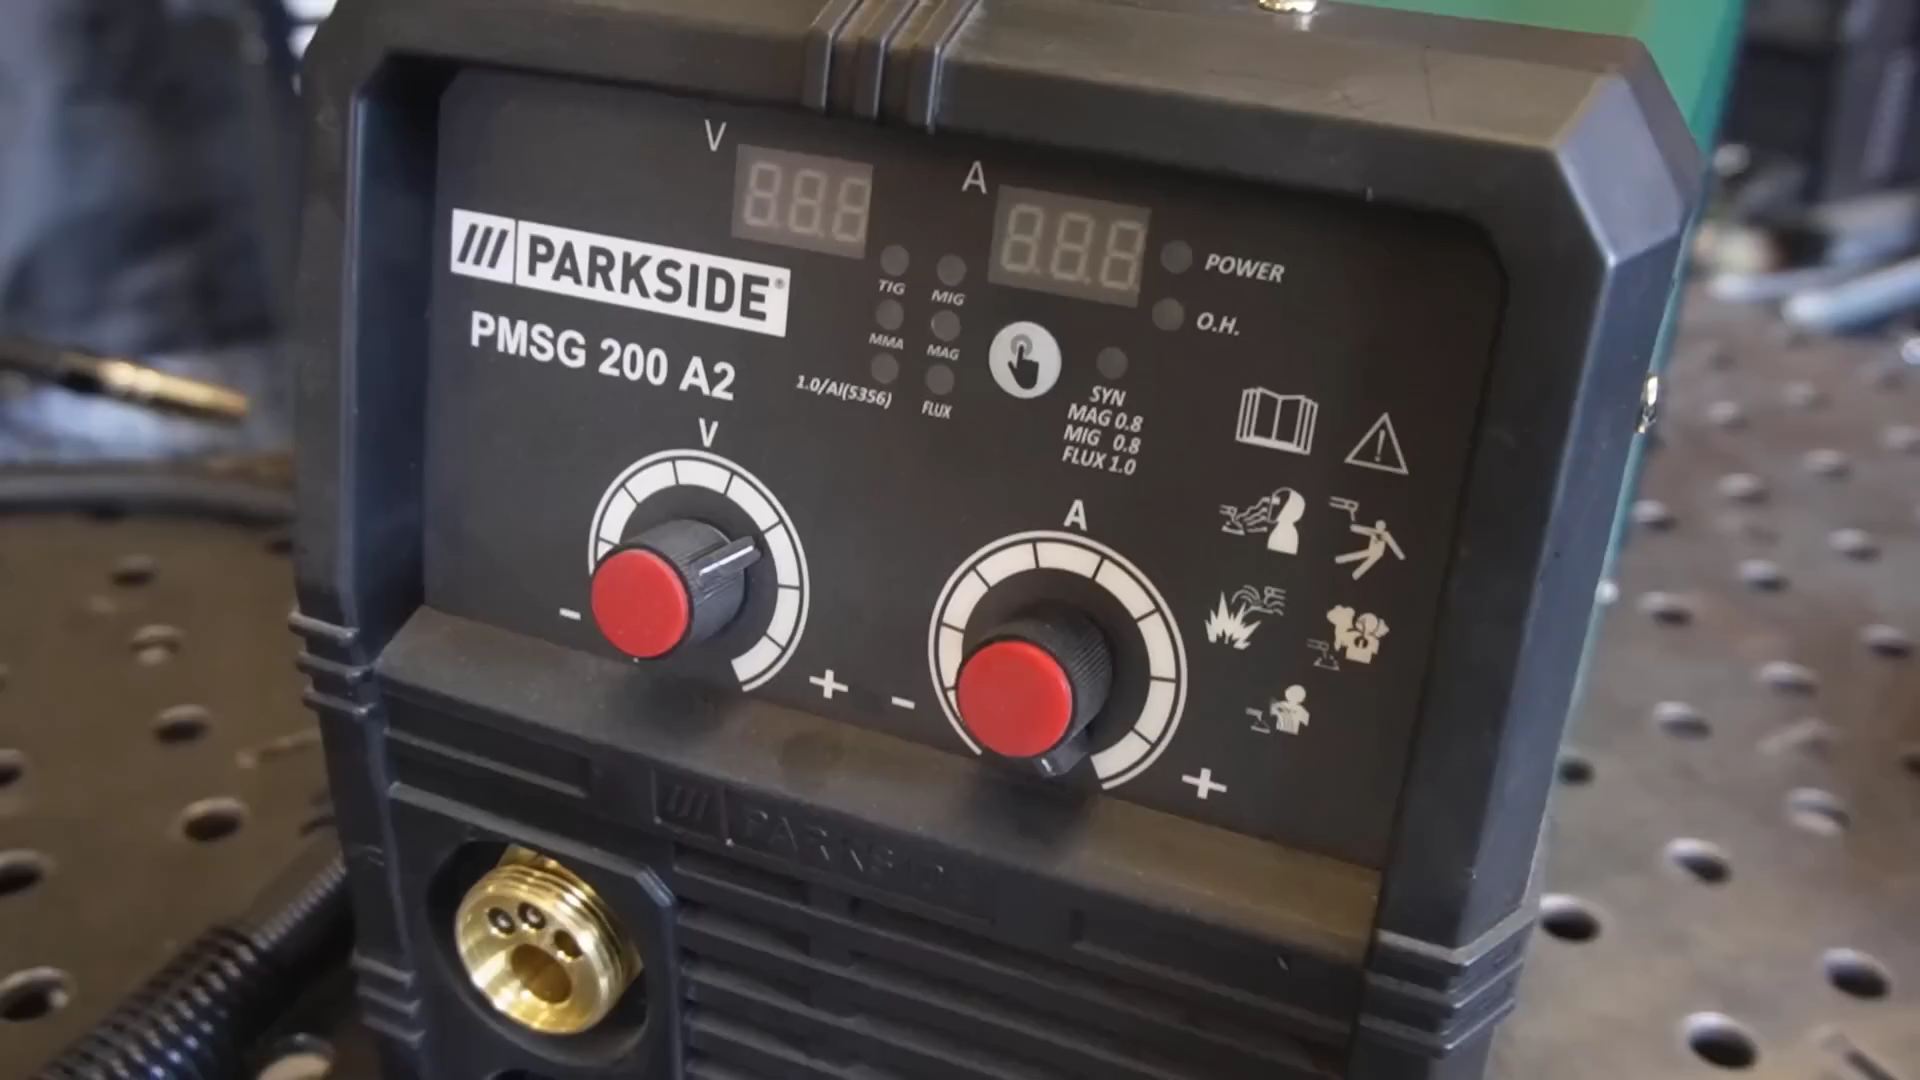 V
A
PARKSIDE®
PMSG 200 A2
TIG
MIG
POWER
MMA
MAG
O.H.
1.0/Al(5356)
FLUX
SYN
MAG 0.8
MIG 0.8
FLUX 1.0
V
- +
A
- +
PARKSIDE